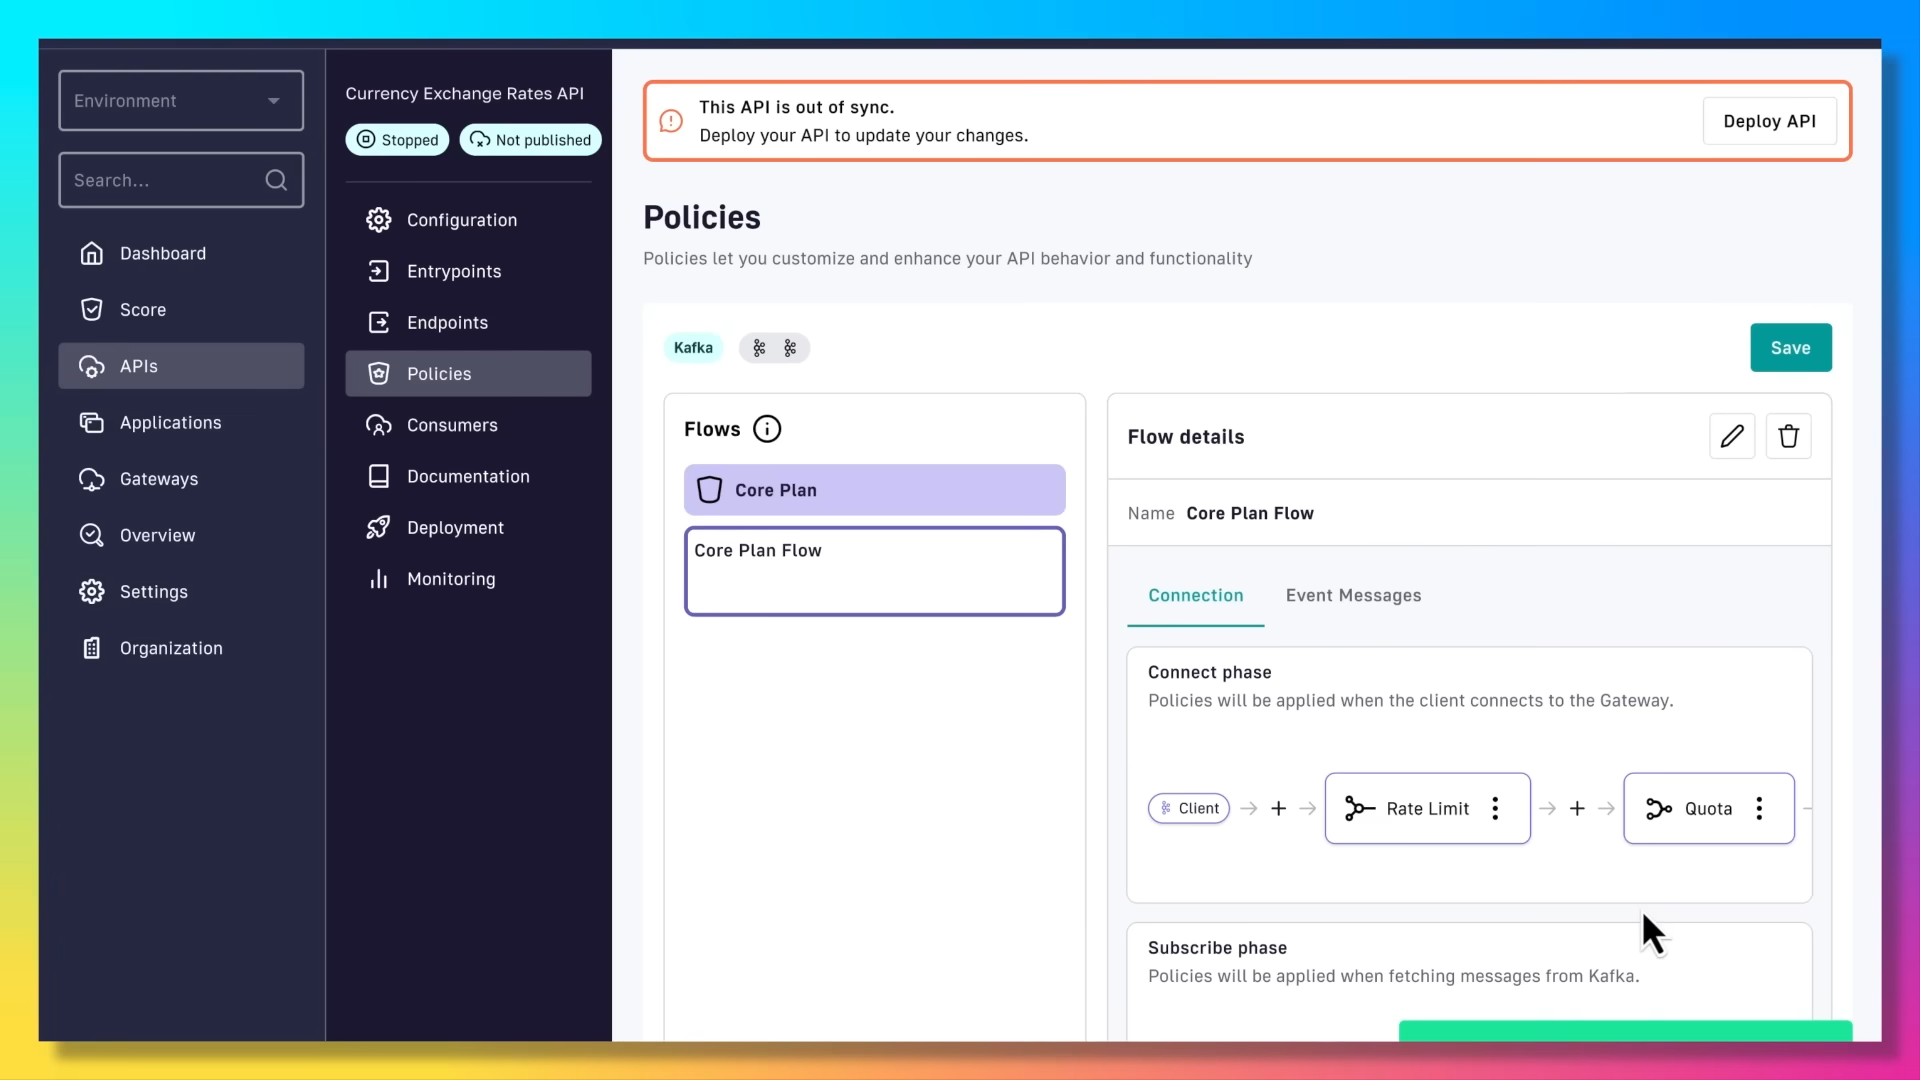 Environment
Search...
Dashboard
Score
APIs
Applications
Gateways
Overview
Settings
Organization
Currency Exchange Rates API
Stopped
Not published
Configuration
Entrypoints
Endpoints
Policies
Consumers
Documentation
Deployment
Monitoring
This API is out of sync.
Deploy your API to update your changes.
Deploy API
Policies
Policies let you customize and enhance your API behavior and functionality
Kafka
Save
Flows
Core Plan
Core Plan Flow
Flow details
Name Core Plan Flow
Connection
Event Messages
Connect phase
Policies will be applied when the client connects to the Gateway.
Client
Rate Limit
Quota
Subscribe phase
Policies will be applied when fetching messages from Kafka.